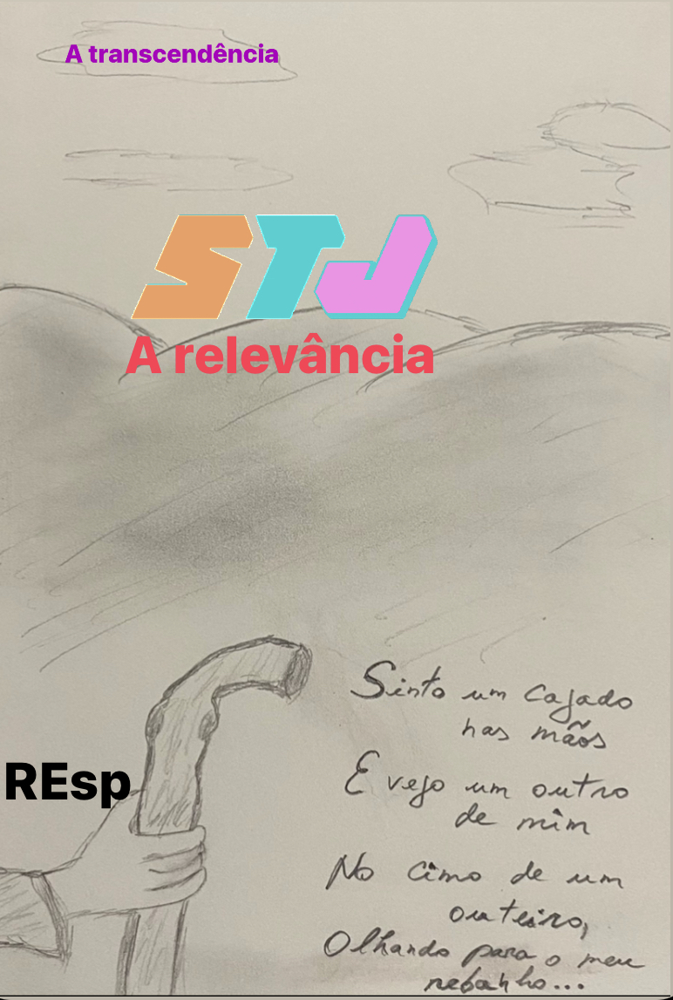 A transcendência
STJ
A relevância
REsp
Sinto um cajado
nas mãos
E vejo um outro
de mim
No cimo de um
outeiro,
Olhando para o meu
rebanho...